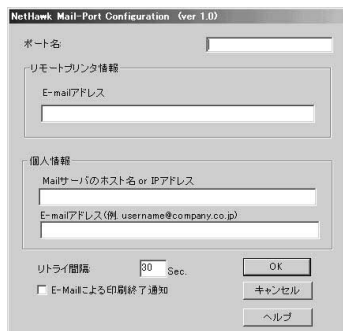 NetHawk Mail-Port Configuration (ver 1.0)
ポート名:
リモートプリンタ情報
E-mailアドレス
個人情報
Mailサーバのホスト名 or IPアドレス
E-mailアドレス(例. username@company.co.jp)
リトライ間隔: 30 Sec. OK
E-Mailによる印刷終了通知 キャンセル
ヘルプ